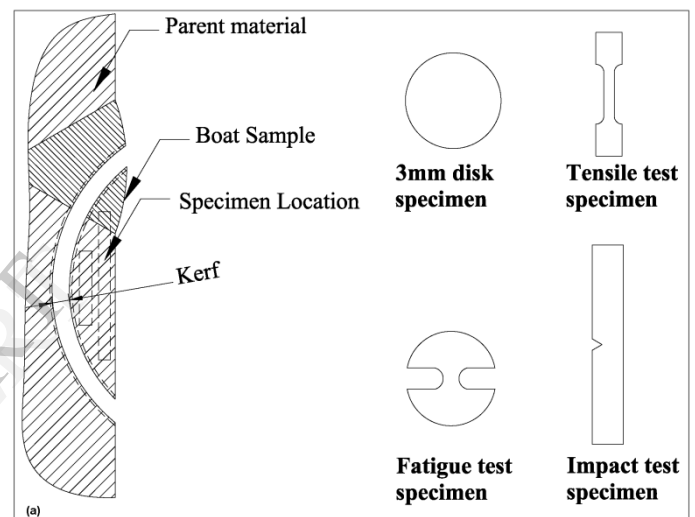 Parent material
Boat Sample
Specimen Location
Kerf
3mm disk
specimen
Tensile test
specimen
Fatigue test
specimen
Impact test
specimen
(a)